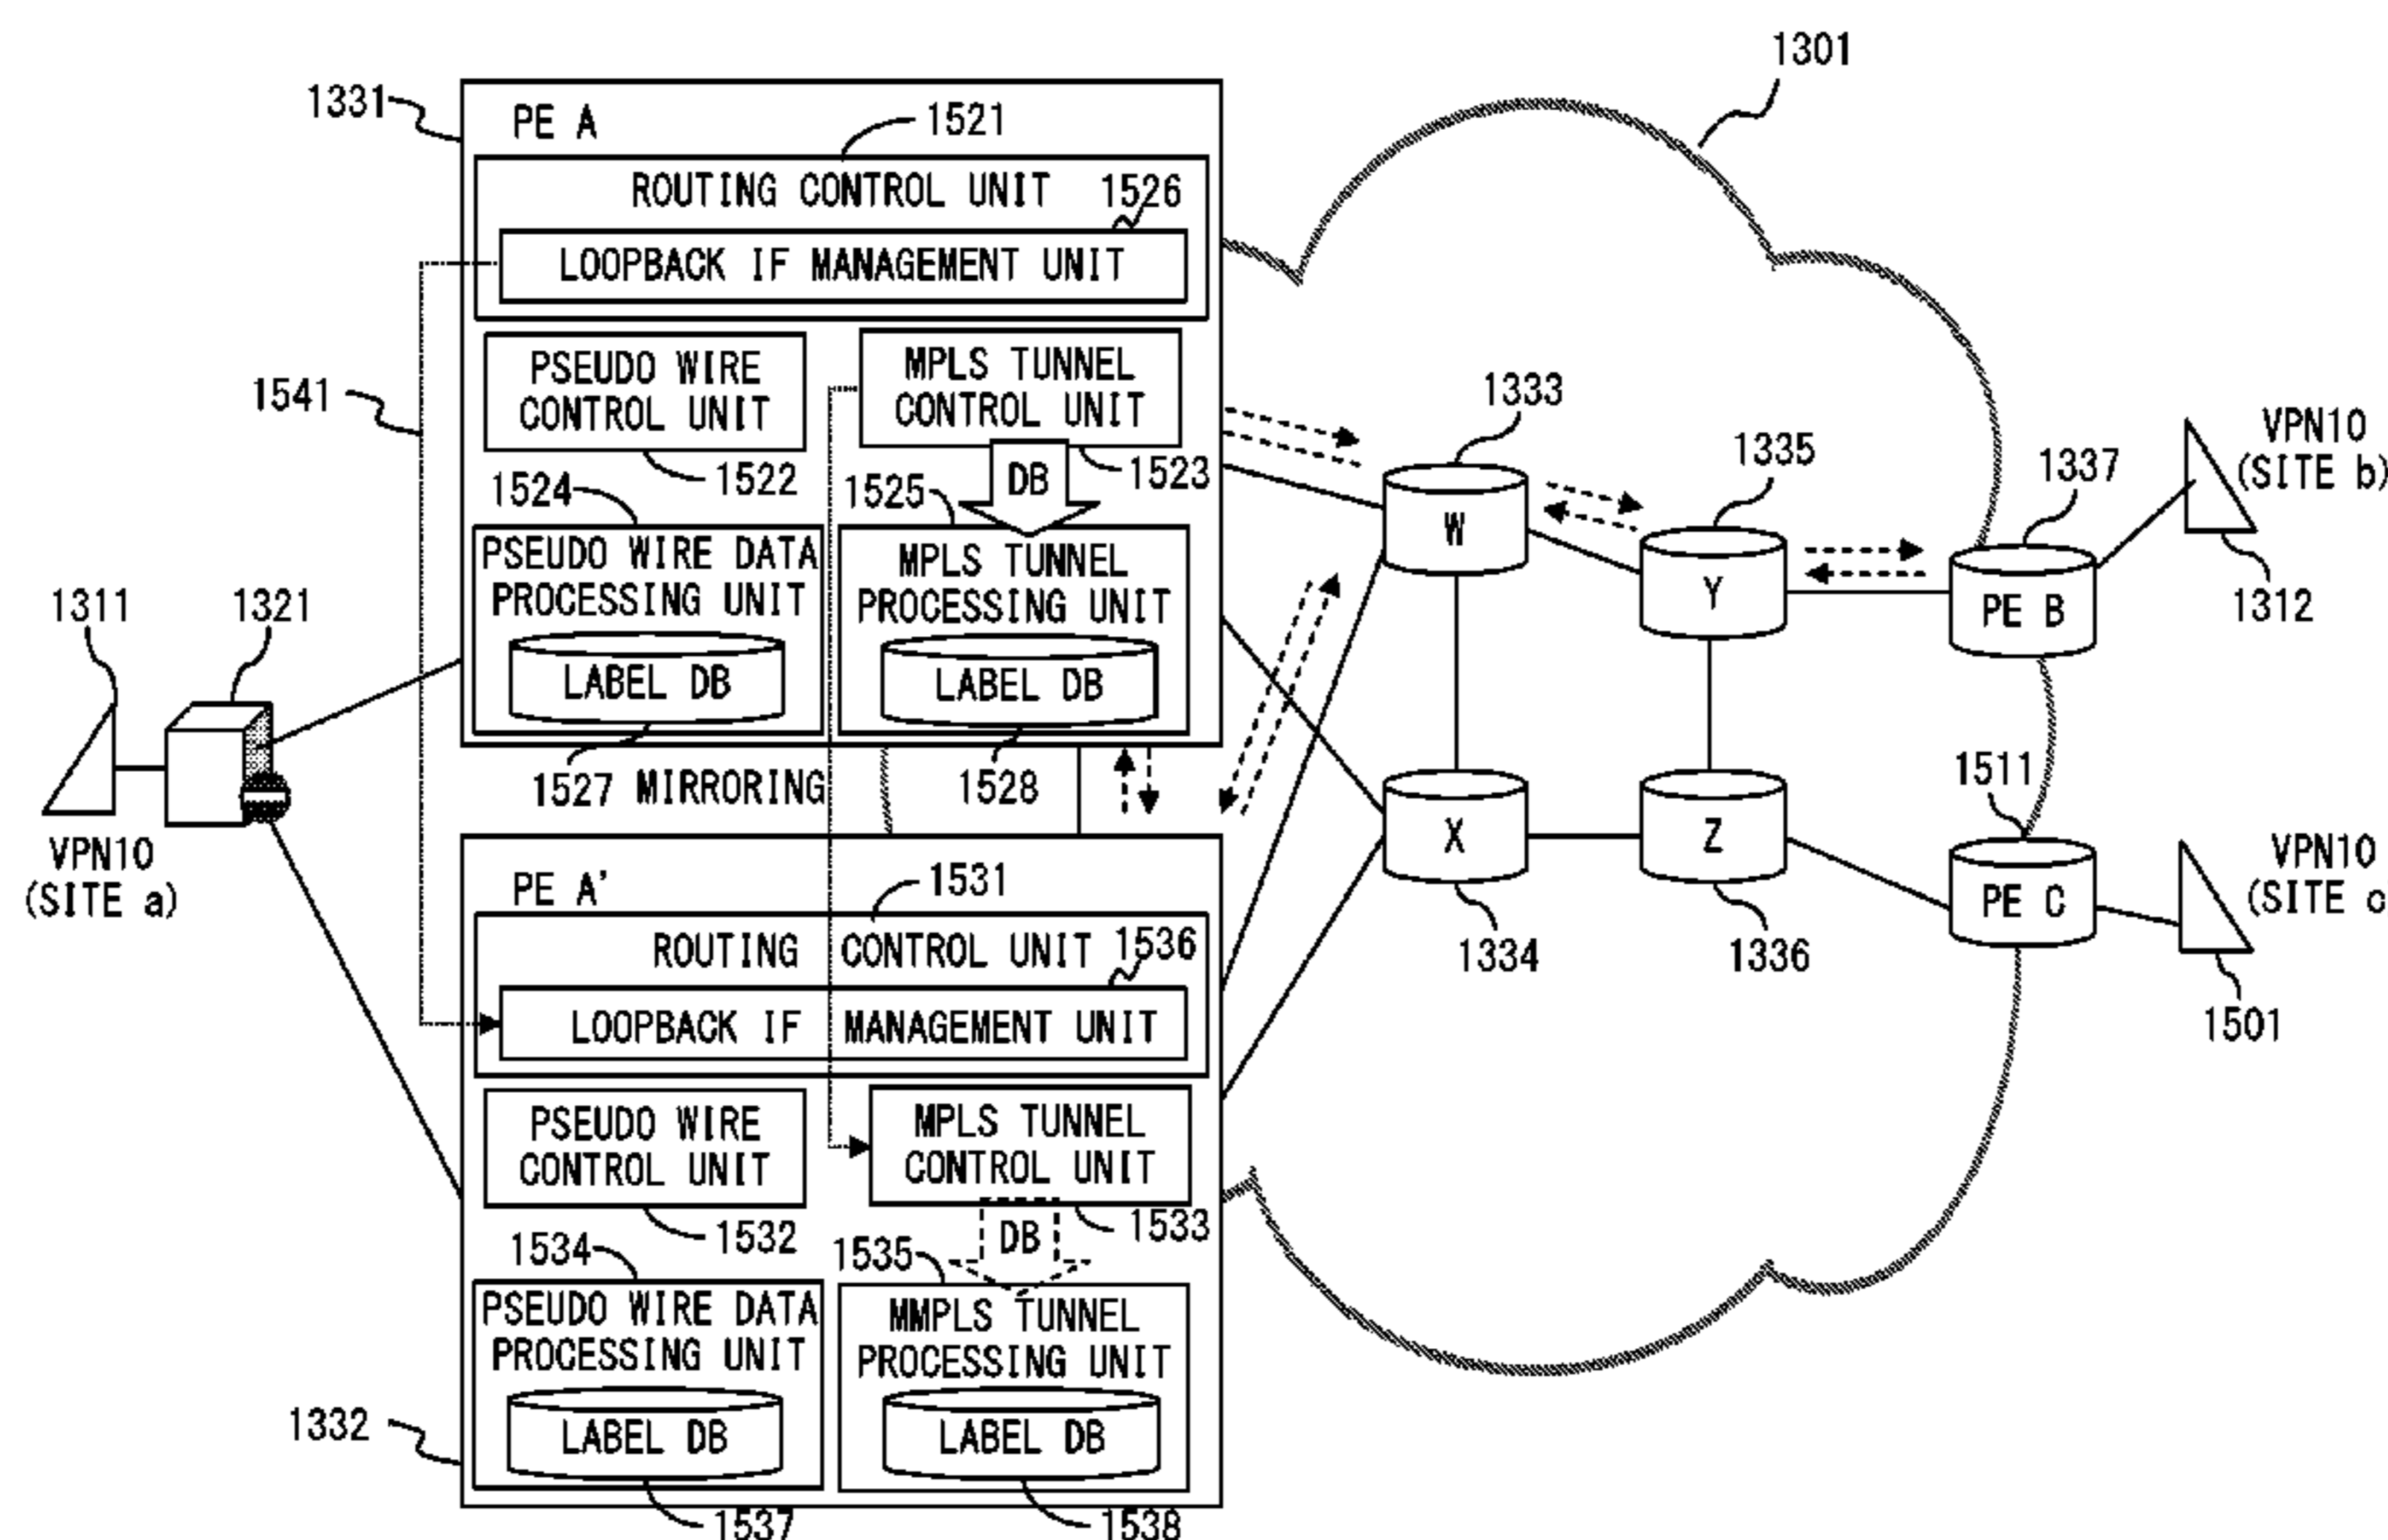 1301
1331
PE A
1521
ROUTING CONTROL UNIT
1526
LOOPBACK IF MANAGEMENT UNIT
1541
PSEUDO WIRE
CONTROL UNIT
1522
MPLS TUNNEL
CONTROL UNIT
1523
DB
1524
PSEUDO WIRE DATA
PROCESSING UNIT
LABEL DB
1527
1525
MPLS TUNNEL
PROCESSING UNIT
LABEL DB
1528
MIRRORING
1311
1321
VPN10
(SITE a)
1333
W
1335
Y
1337
PE B
VPN10
(SITE b)
1312
X
1334
Z
1336
1511
PE C
VPN10
(SITE c
1501
PE A'
1531
ROUTING CONTROL UNIT
1536
LOOPBACK IF MANAGEMENT UNIT
PSEUDO WIRE
CONTROL UNIT
1532
MPLS TUNNEL
CONTROL UNIT
1533
DB
1534
PSEUDO WIRE DATA
PROCESSING UNIT
LABEL DB
1537
1535
MMPLS TUNNEL
PROCESSING UNIT
LABEL DB
1538
1332